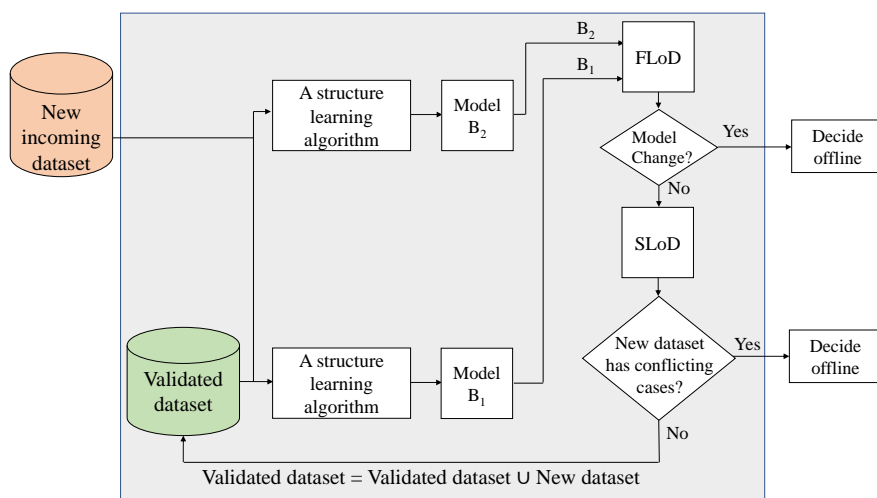 New
incoming
dataset
A structure
learning
algorithm
Model
B₂
B₂
B₁
FLoD
Model
Change?
Yes
Decide
offline
No
SLoD
New dataset
has conflicting
cases?
Yes
Decide
offline
No
Validated
dataset
A structure
learning
algorithm
Model
B₁
Validated dataset = Validated dataset ∪ New dataset